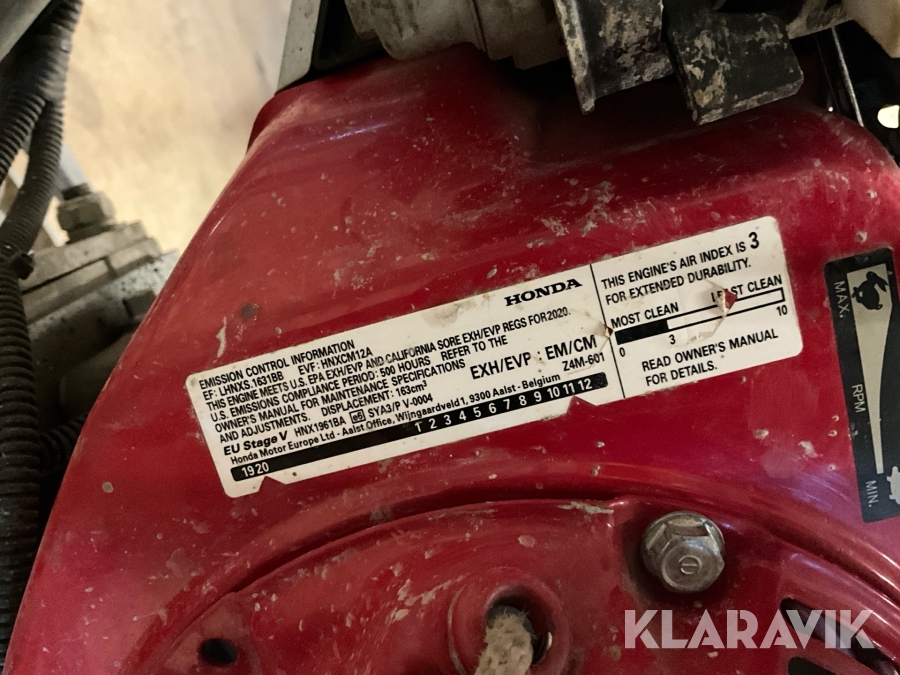 HONDA
EMISSION CONTROL INFORMATION
EF: LHNXS.1631BB EVF: HNXCM12A
THIS ENGINE MEETS U.S. EPA EXH/EVP AND CALIFORNIA SORE EXH/EVP REGS FOR 2020.
U.S. EMISSIONS COMPLIANCE PERIOD: 500 HOURS REFER TO THE
OWNER'S MANUAL FOR MAINTENANCE SPECIFICATIONS
AND ADJUSTMENTS. DISPLACEMENT: 163cm³
EXH/EVP : EM/CM
Z4M-601
EU Stage V HNX1961BA e6 SYA3/P V-0004
Honda Motor Europe Ltd - Aalst Office, Wijngaardveld 1, 9300 Aalst - Belgium
19 20 1 2 3 4 5 6 7 8 9 10 11 12
THIS ENGINE'S AIR INDEX IS 3
FOR EXTENDED DURABILITY.
MOST CLEAN LEAST CLEAN
0 3 10
READ OWNER'S MANUAL
FOR DETAILS.
MAX.
RPM
MIN.
KLARAVIK